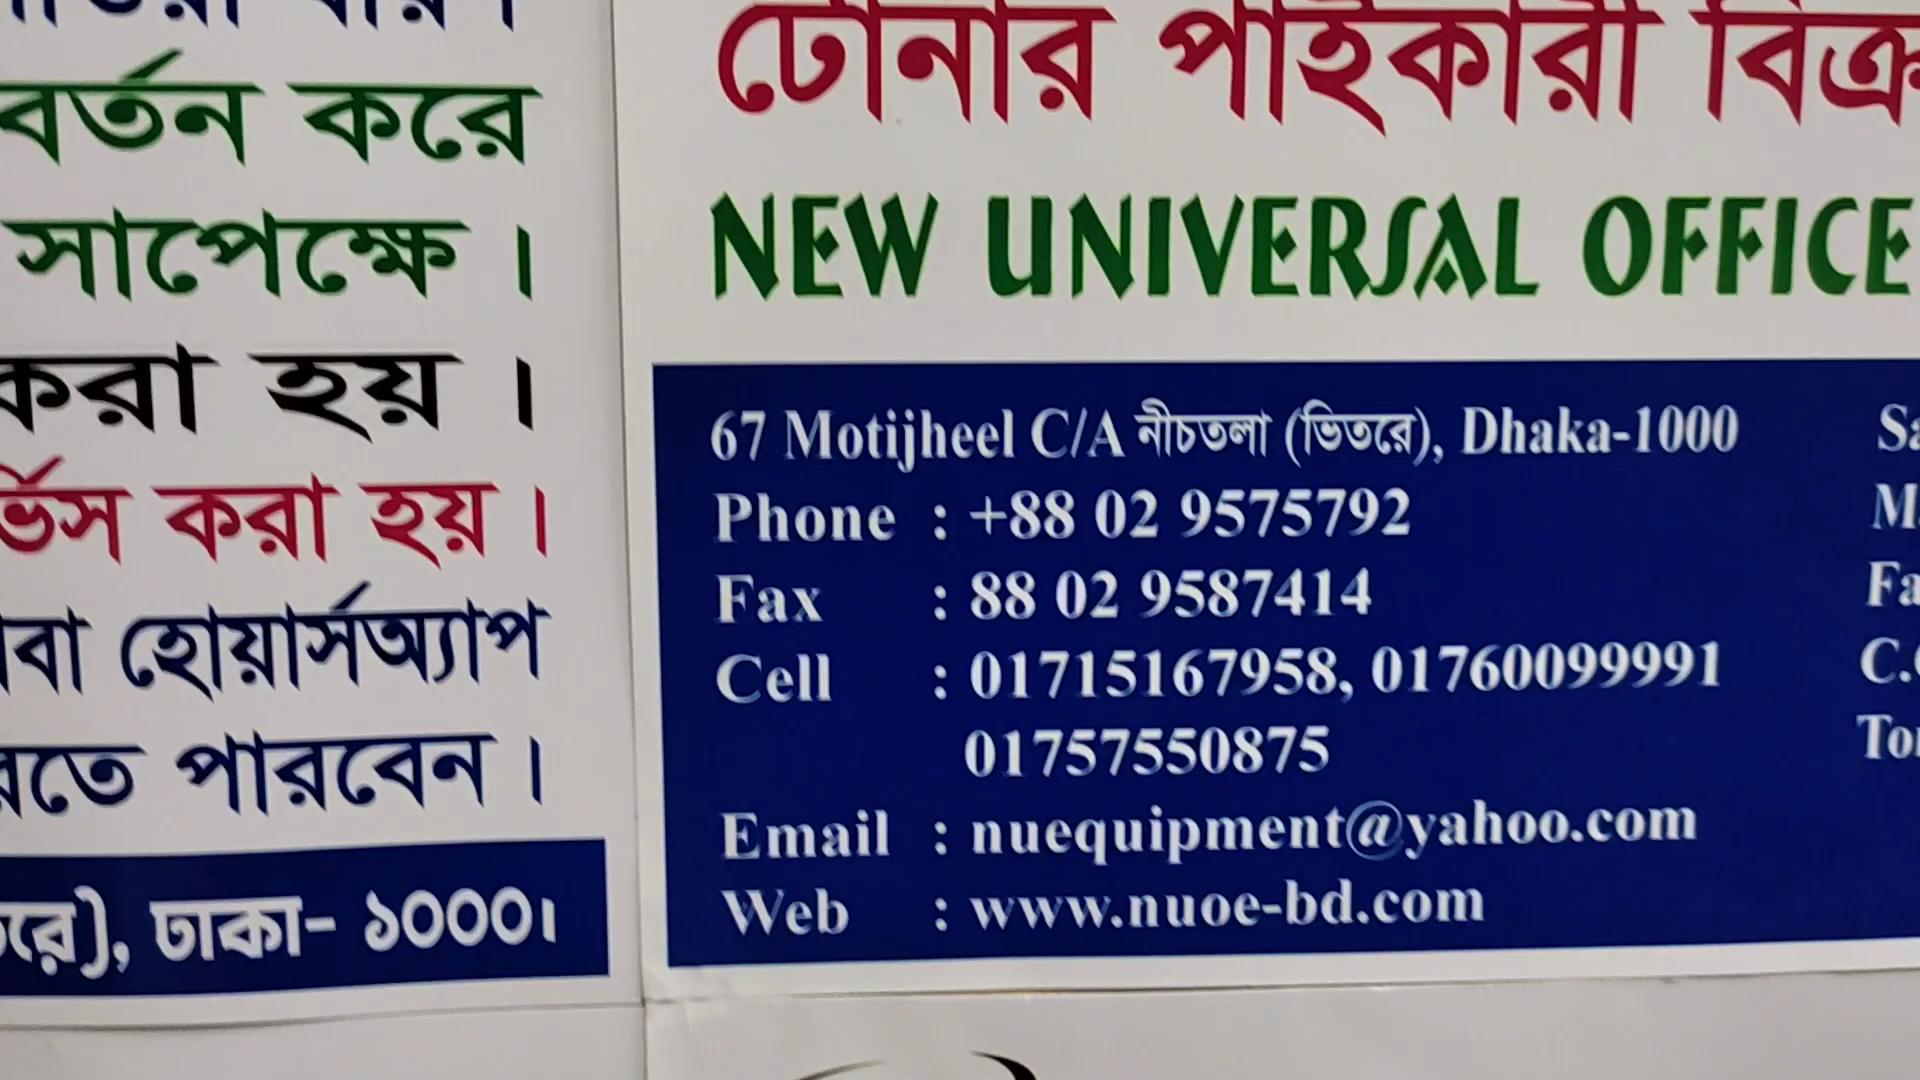 বর্তন করে
সাপেক্ষে ।
করা হয় ।
র্ভিস করা হয় ।
হোয়ার্সঅ্যাপ
পারবেন ।
ঢাকা- ১০০০।
টোনার পাইকারী বিক্র
NEW UNIVERSAL OFFICE
67 Motijheel C/A নীচতলা (ভিতরে), Dhaka-1000
Phone : +88 02 9575792
Fax : 88 02 9587414
Cell : 01715167958, 01760099991
01757550875
Email : nuequipment@yahoo.com
Web : www.nuoe-bd.com